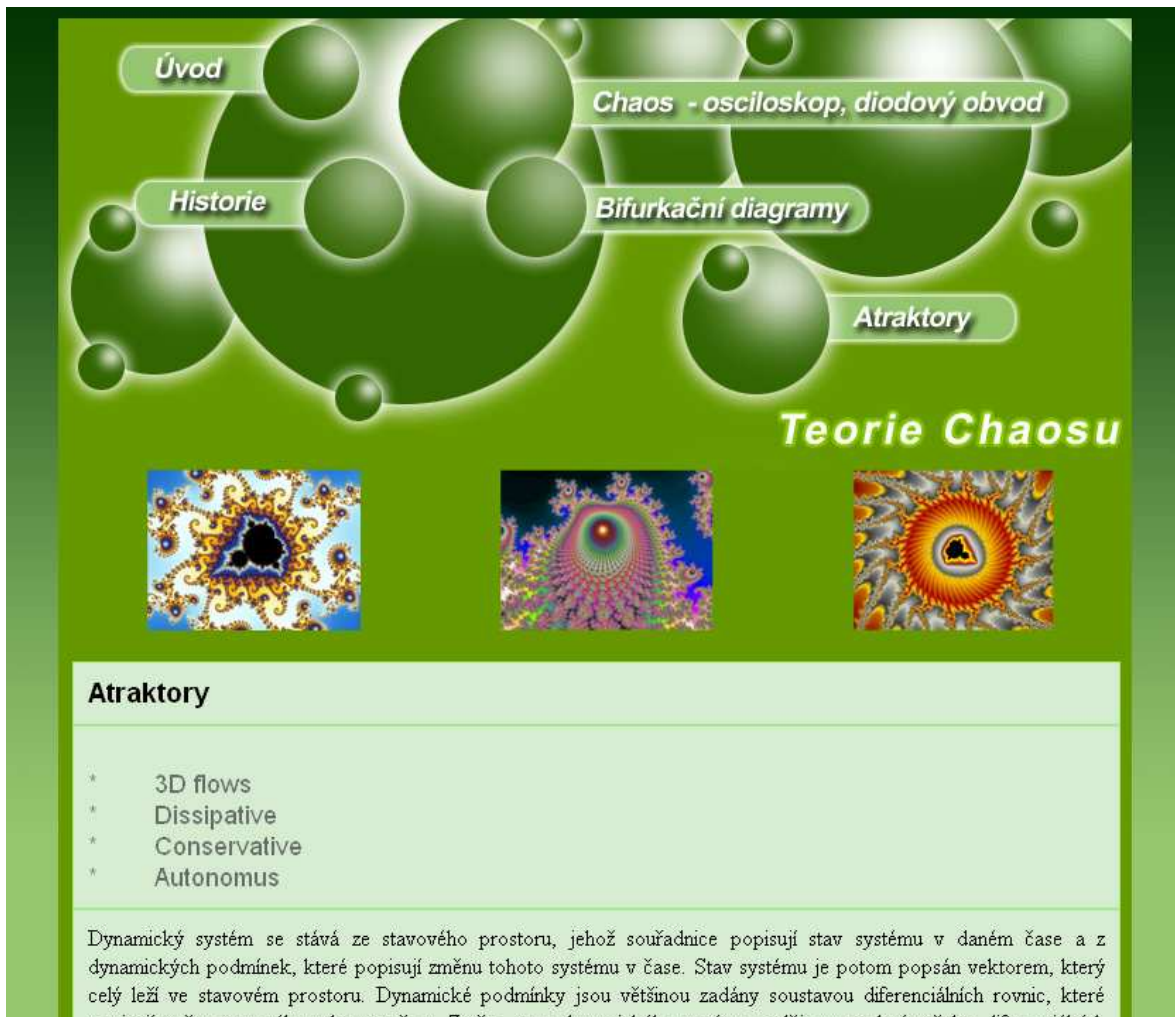 Úvod
Chaos - osciloskop, diodový obvod
Historie
Bifurkační diagramy
Atraktory
Teorie Chaosu
Atraktory
* 3D flows
* Dissipative
* Conservative
* Autonomus
Dynamický systém se stává ze stavového prostoru, jehož souřadnice popisují stav systému v daném čase a z
dynamických podmínek, které popisují změnu tohoto systému v čase. Stav systému je potom popsán vektorem, který
celý leží ve stavovém prostoru. Dynamické podmínky jsou většinou zadány soustavou diferenciálních rovnic, které